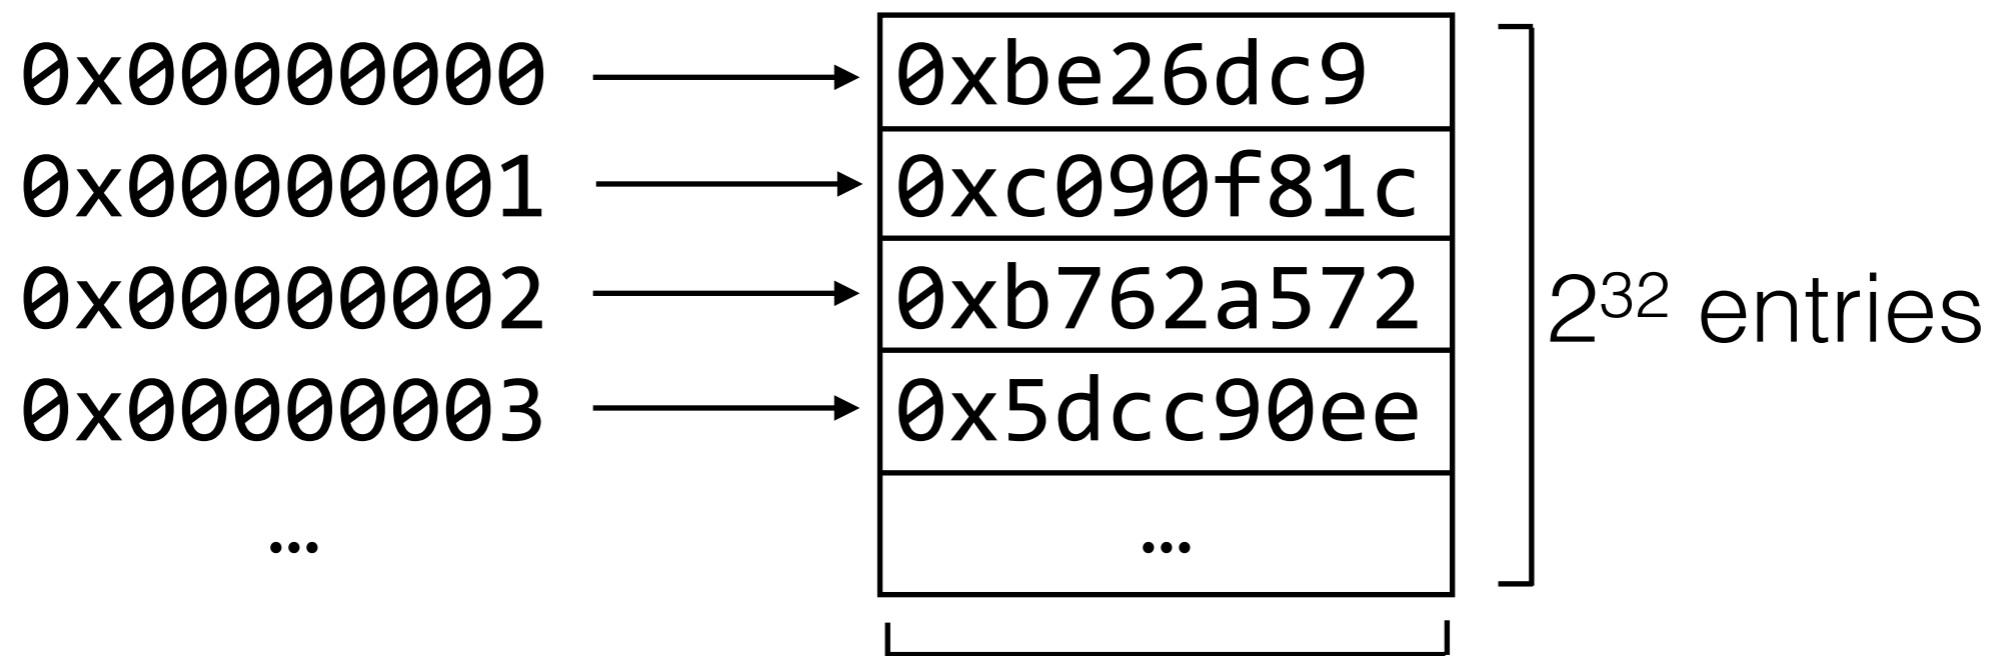 0x00000000 0xbe26dc9
0x00000001 0xc090f81c
0x00000002 0xb762a572
0x00000003 0x5dcc90ee
... ...
2³² entries